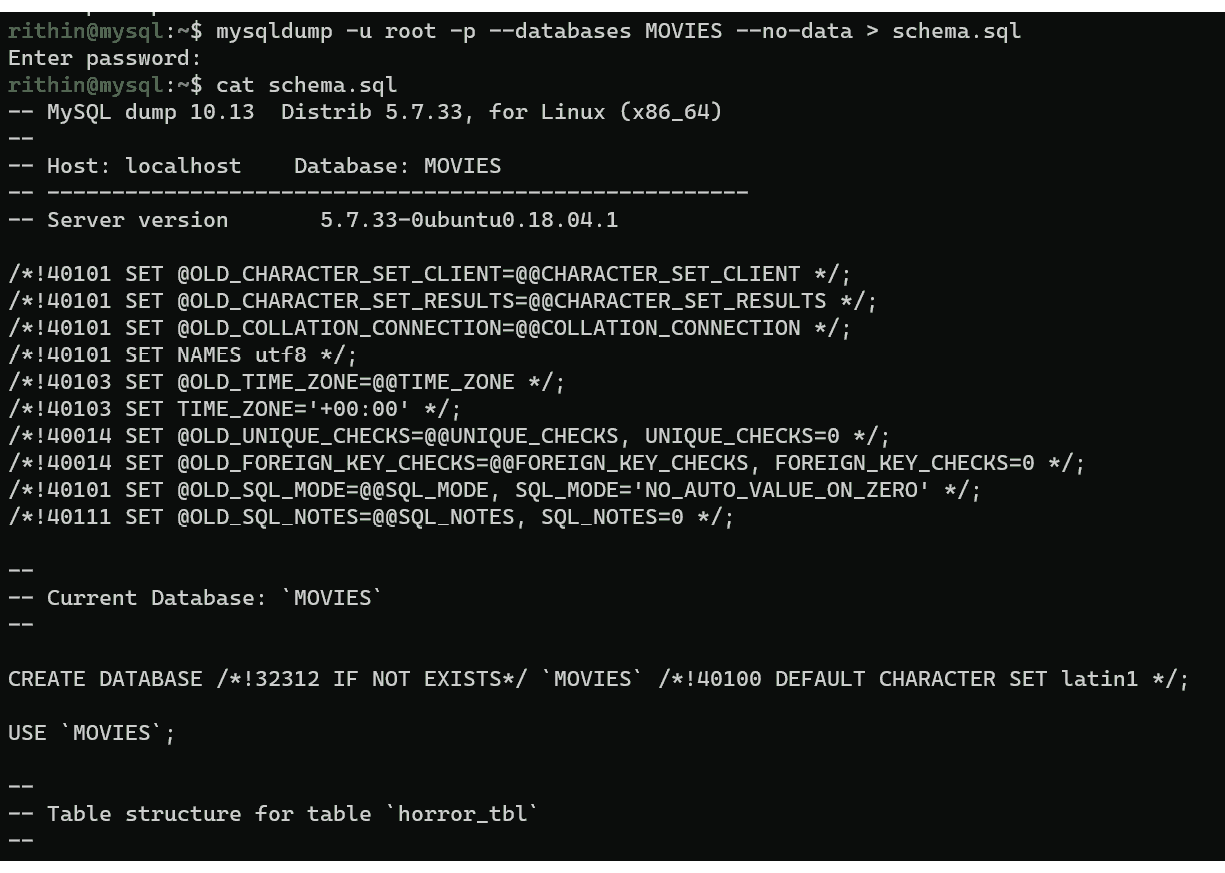 rithin@mysql:~$ mysqldump -u root -p --databases MOVIES --no-data > schema.sql
Enter password:
rithin@mysql:~$ cat schema.sql
-- MySQL dump 10.13  Distrib 5.7.33, for Linux (x86_64)
--
-- Host: localhost    Database: MOVIES
-- ------------------------------------------------------
-- Server version       5.7.33-0ubuntu0.18.04.1

/*!40101 SET @OLD_CHARACTER_SET_CLIENT=@@CHARACTER_SET_CLIENT */;
/*!40101 SET @OLD_CHARACTER_SET_RESULTS=@@CHARACTER_SET_RESULTS */;
/*!40101 SET @OLD_COLLATION_CONNECTION=@@COLLATION_CONNECTION */;
/*!40101 SET NAMES utf8 */;
/*!40103 SET @OLD_TIME_ZONE=@@TIME_ZONE */;
/*!40103 SET TIME_ZONE='+00:00' */;
/*!40014 SET @OLD_UNIQUE_CHECKS=@@UNIQUE_CHECKS, UNIQUE_CHECKS=0 */;
/*!40014 SET @OLD_FOREIGN_KEY_CHECKS=@@FOREIGN_KEY_CHECKS, FOREIGN_KEY_CHECKS=0 */;
/*!40101 SET @OLD_SQL_MODE=@@SQL_MODE, SQL_MODE='NO_AUTO_VALUE_ON_ZERO' */;
/*!40111 SET @OLD_SQL_NOTES=@@SQL_NOTES, SQL_NOTES=0 */;

--
-- Current Database: `MOVIES`
--

CREATE DATABASE /*!32312 IF NOT EXISTS*/ `MOVIES` /*!40100 DEFAULT CHARACTER SET latin1 */;

USE `MOVIES`;

--
-- Table structure for table `horror_tbl`
--